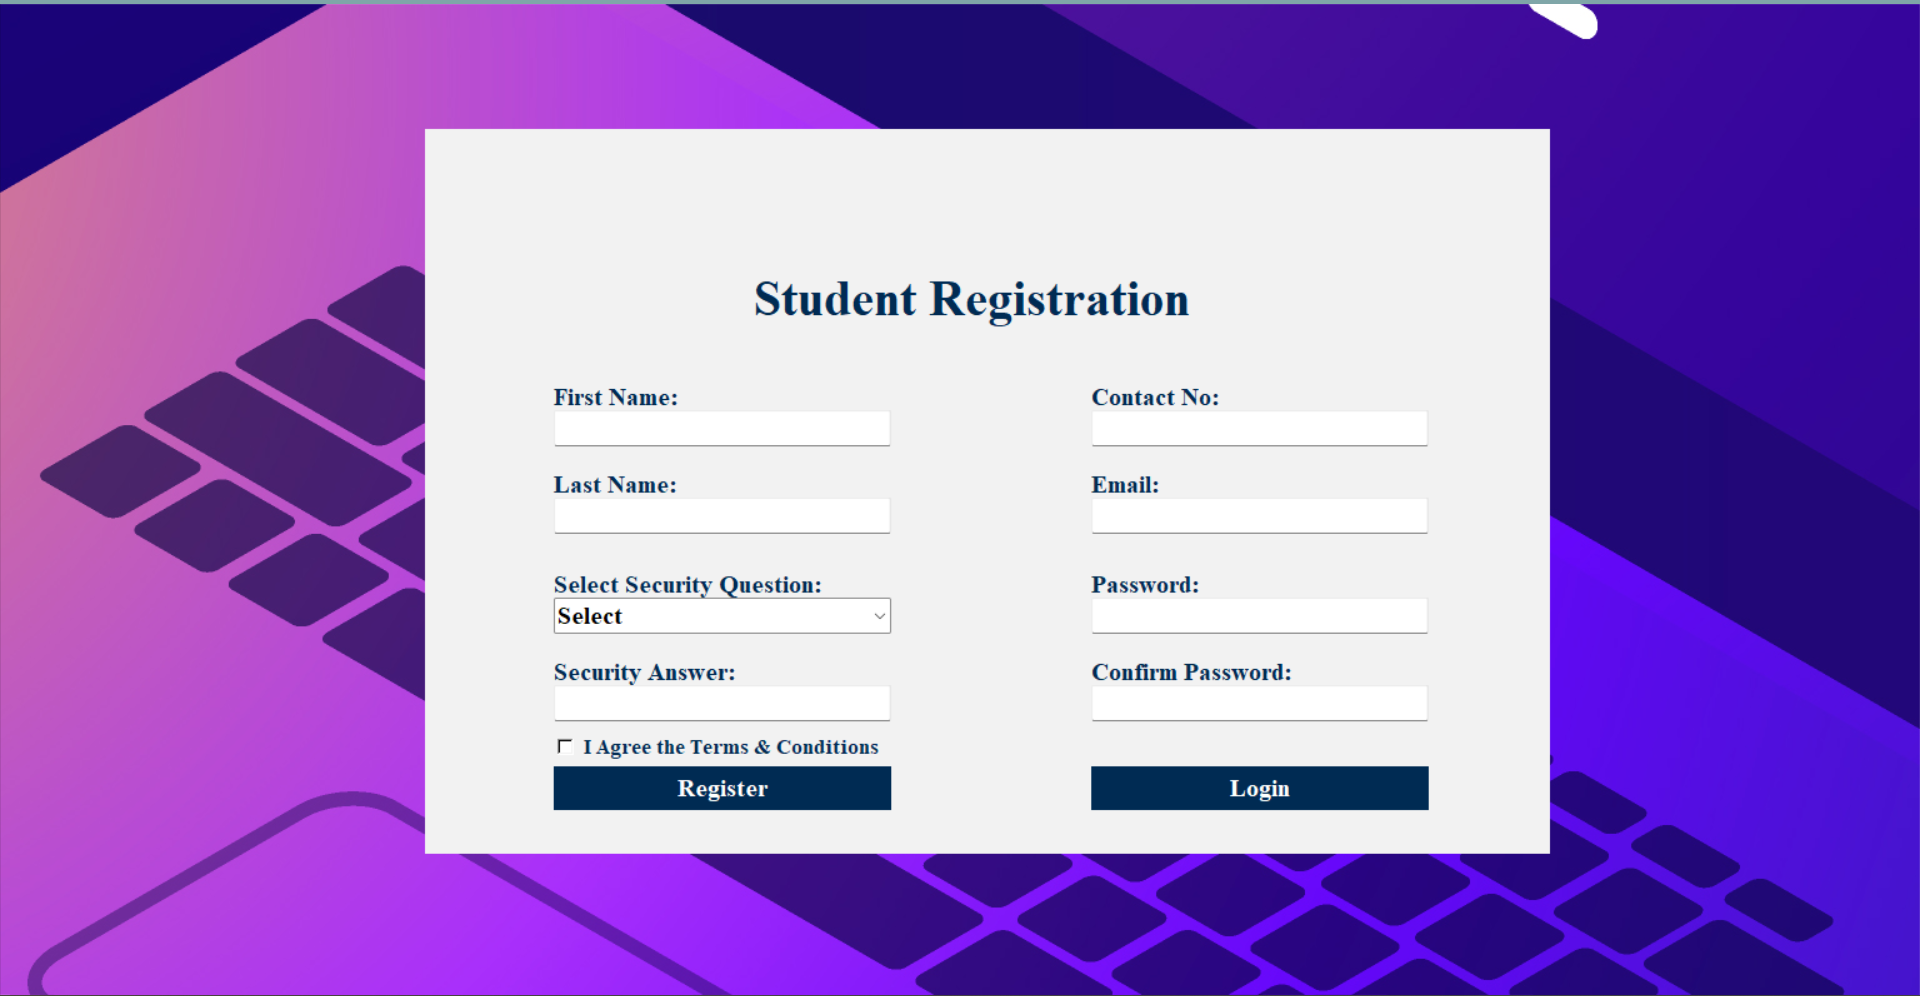 Student Registration
First Name:
Contact No:
Last Name:
Email:
Select Security Question:
Select
Password:
Security Answer:
Confirm Password:
I Agree the Terms & Conditions
Register
Login